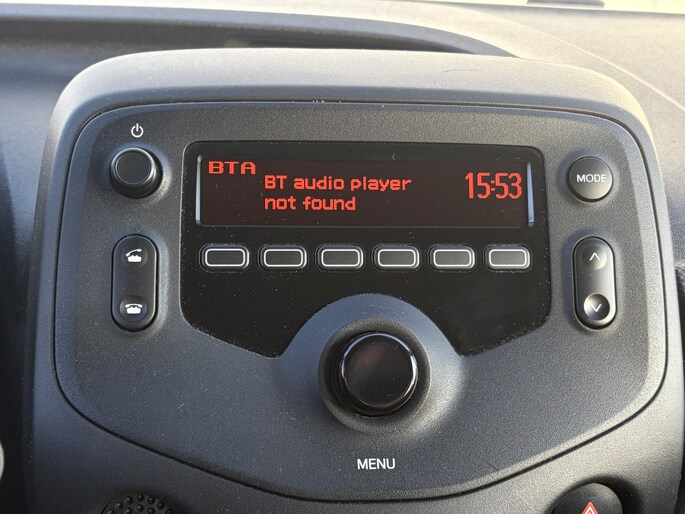 BTA
BT audio player
not found
15:53
MODE
MENU